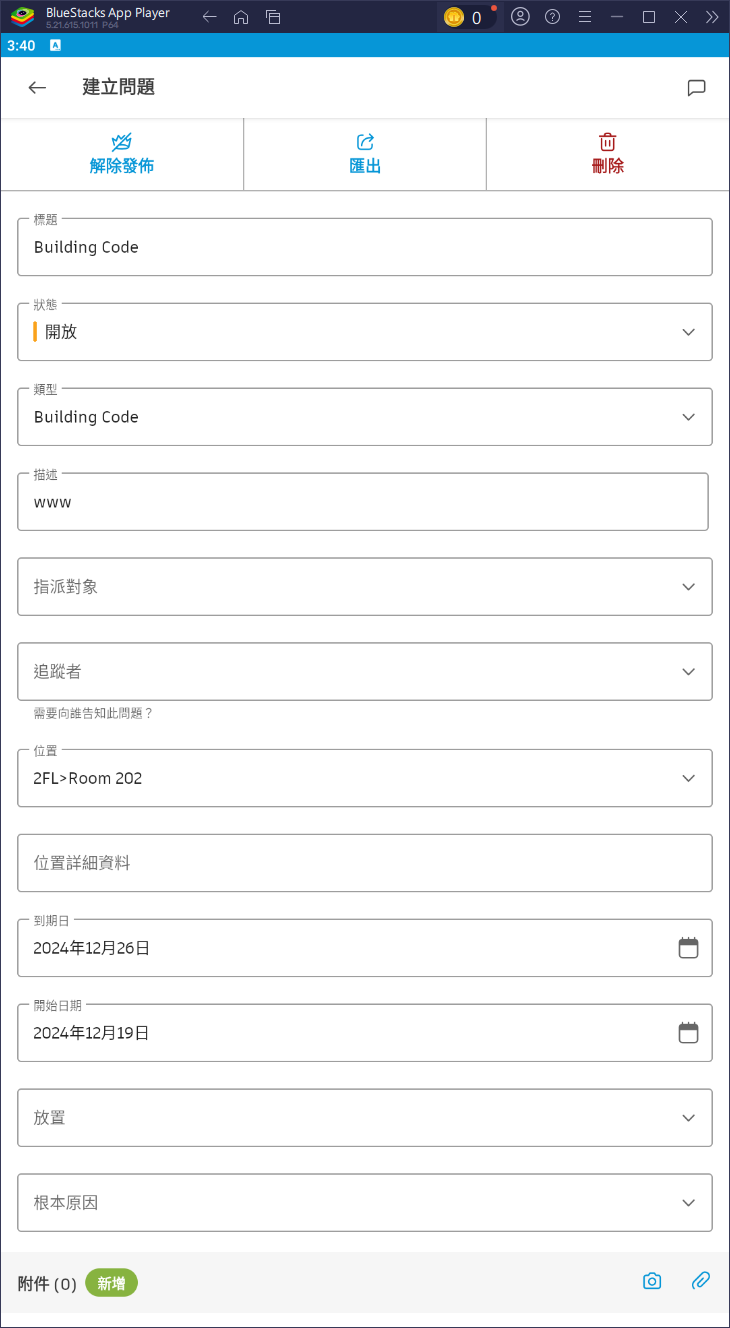 BlueStacks App Player
5.21.615.1011 P64
0
3:40
A
建立問題
解除發佈
匯出
刪除
標題
Building Code
狀態
開放
類型
Building Code
描述
www
指派對象
追蹤者
需要向誰告知此問題？
位置
2FL>Room 202
位置詳細資料
到期日
2024年12月26日
開始日期
2024年12月19日
放置
根本原因
附件 (0) 新增